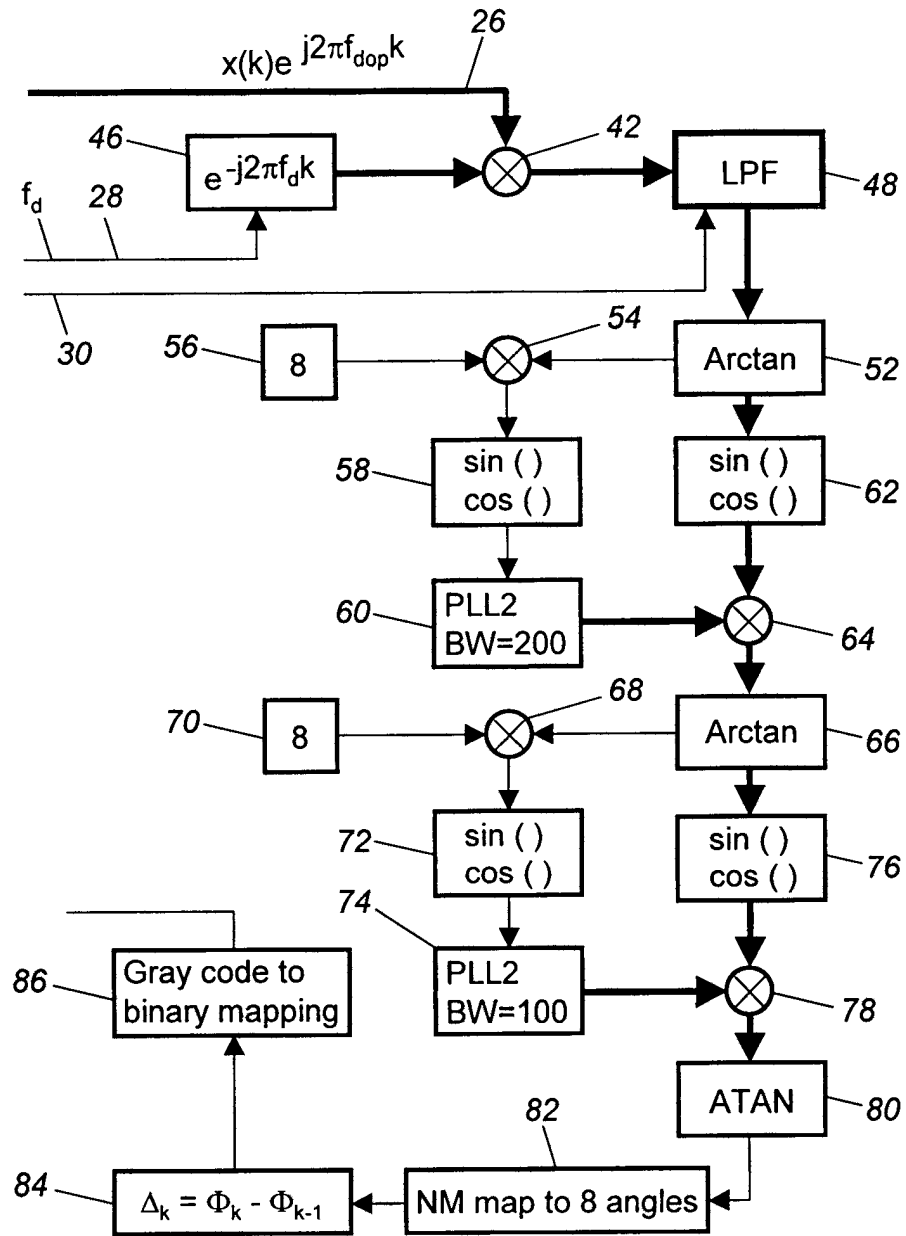 26
x(k)e j2πf_dop k
46
42
e -j2πf_d k
LPF
48
f_d
28
30
54
56
8
Arctan
52
58
sin ()
cos ()
sin ()
cos ()
62
60
PLL2
BW=200
64
68
70
8
Arctan
66
72
sin ()
cos ()
sin ()
cos ()
76
74
86
Gray code to
binary mapping
PLL2
BW=100
78
ATAN
80
82
84
Δ_k = Φ_k - Φ_k-1
NM map to 8 angles